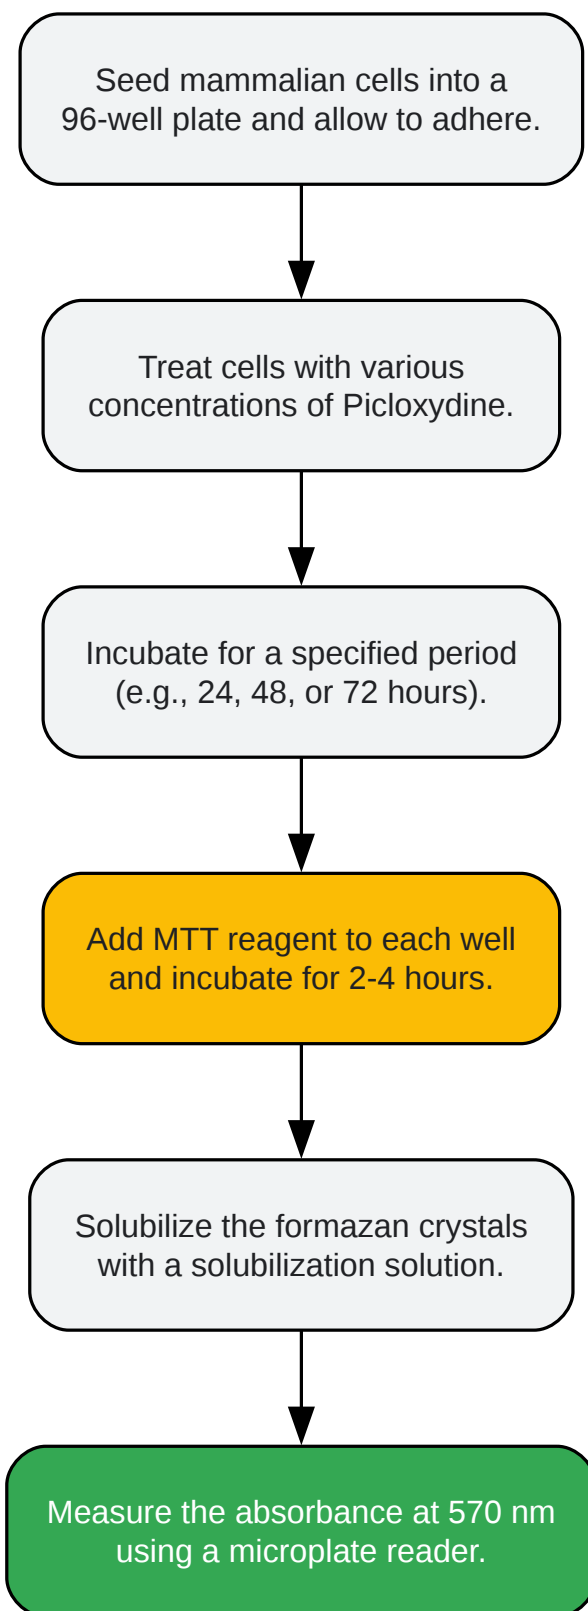 Seed mammalian cells into a
96-well plate and allow to adhere.
Treat cells with various
concentrations of Picloxydine.
Incubate for a specified period
(e.g., 24, 48, or 72 hours).
Add MTT reagent to each well
and incubate for 2-4 hours.
Solubilize the formazan crystals
with a solubilization solution.
Measure the absorbance at 570 nm
using a microplate reader.